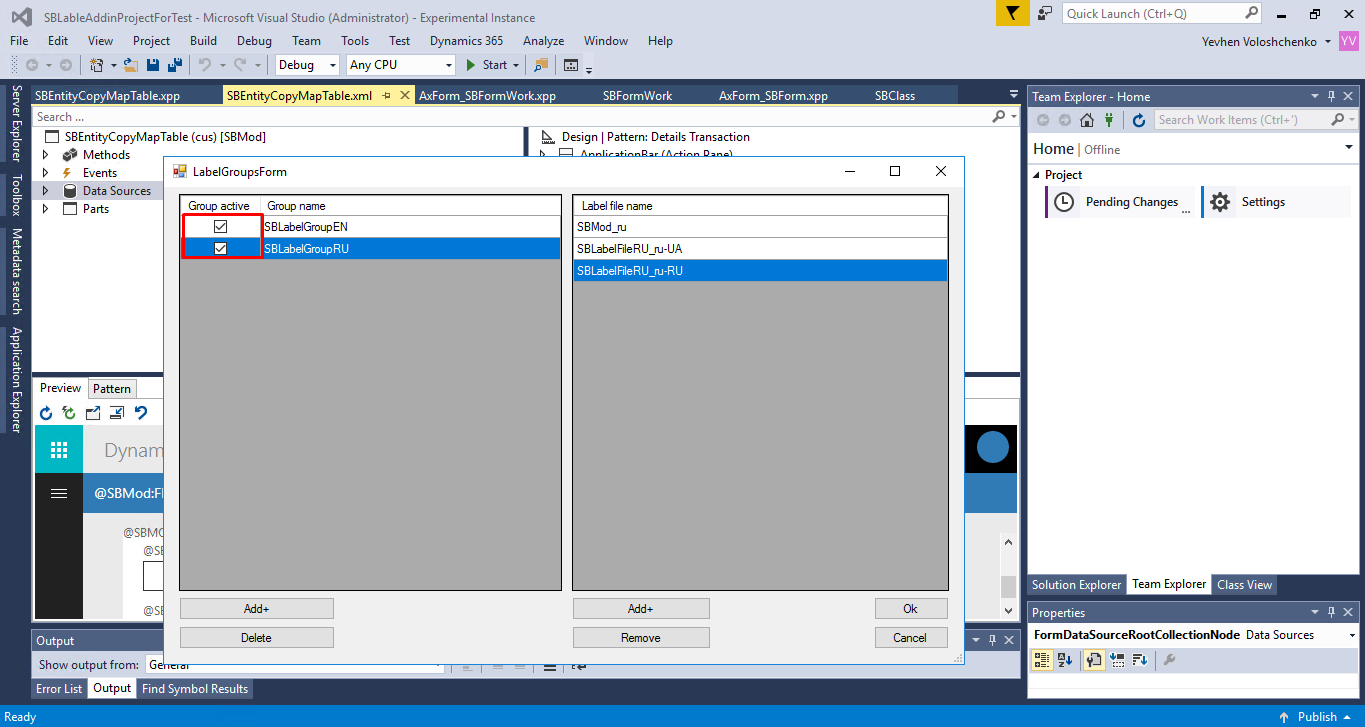 SBLableAddinProjectForTest - Microsoft Visual Studio (Administrator) - Experimental Instance
Quick Launch (Ctrl+Q)
File Edit View Project Build Debug Team Tools Test Dynamics 365 Analyze Window Help
Yevhen Voloshchenko YV
Debug Any CPU Start
Server Explorer
Toolbox
Metadata search
Application Explorer
SBEntityCopyMapTable.xpp SBEntityCopyMapTable.xml AxForm_SBFormWork.xpp SBFormWork AxForm_SBForm.xpp SBClass
Search ...
SBEntityCopyMapTable (cus) [SBMod]
Methods
Events
Data Sources
Parts
Design | Pattern: Details Transaction
ApplicationBar (Action Pane)
LabelGroupsForm
Group active Group name
SBLabelGroupEN
SBLabelGroupRU
Label file name
SBMod_ru
SBLabelFileRU_ru-UA
SBLabelFileRU_ru-RU
Add+
Delete
Add+
Remove
Ok
Cancel
Preview Pattern
Dynam
@SBMod:Fl
@SBMO
@SB
@SB
Output
Show output from: General
Error List Output Find Symbol Results
Team Explorer - Home
Search Work Items (Ctrl+')
Home | Offline
Project
Pending Changes ...
Settings
Solution Explorer Team Explorer Class View
Properties
FormDataSourceRootCollectionNode Data Sources
Ready
Publish